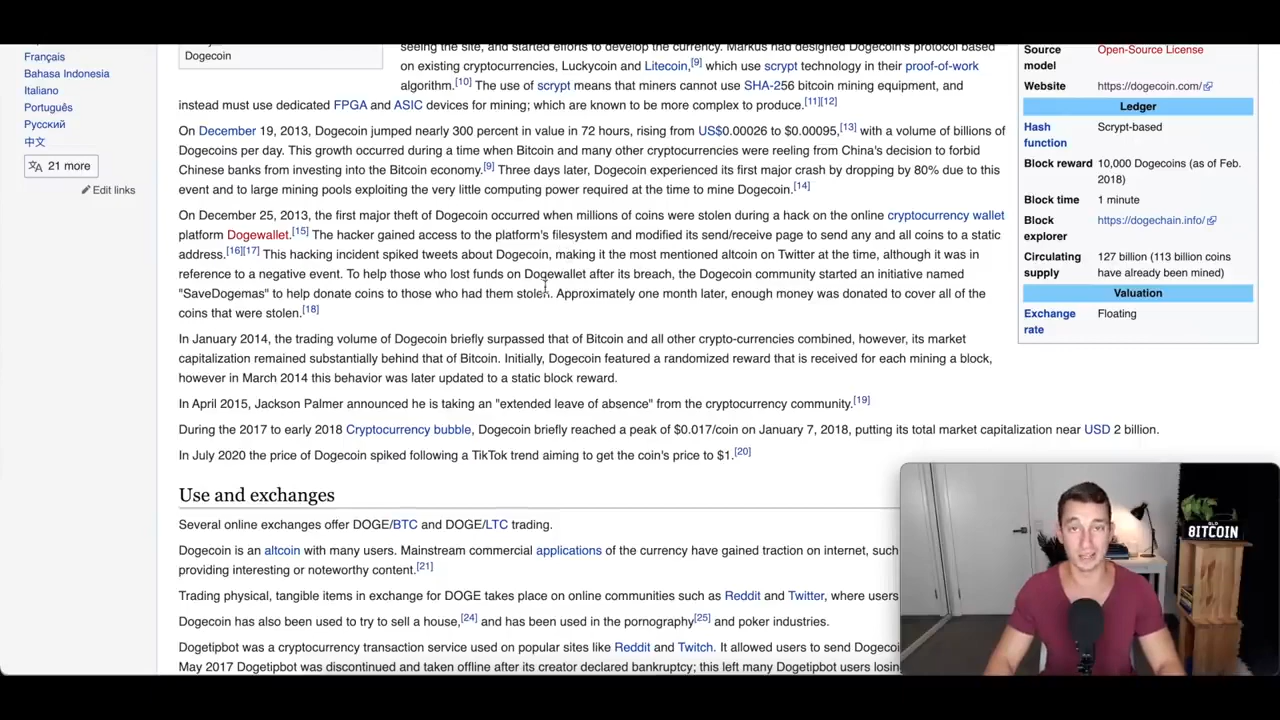 Français
Bahasa Indonesia
Italiano
Português
Русский
中文
21 more
Edit links
Dogecoin
seeing the site, and started efforts to develop the currency. Markus had designed Dogecoin's protocol based
on existing cryptocurrencies, Luckycoin and Litecoin,[9] which use scrypt technology in their proof-of-work
algorithm.[10] The use of scrypt means that miners cannot use SHA-256 bitcoin mining equipment, and
instead must use dedicated FPGA and ASIC devices for mining; which are known to be more complex to produce.[11][12]
On December 19, 2013, Dogecoin jumped nearly 300 percent in value in 72 hours, rising from US$0.00026 to $0.00095,[13] with a volume of billions of
Dogecoins per day. This growth occurred during a time when Bitcoin and many other cryptocurrencies were reeling from China's decision to forbid
Chinese banks from investing into the Bitcoin economy.[9] Three days later, Dogecoin experienced its first major crash by dropping by 80% due to this
event and to large mining pools exploiting the very little computing power required at the time to mine Dogecoin.[14]
On December 25, 2013, the first major theft of Dogecoin occurred when millions of coins were stolen during a hack on the online cryptocurrency wallet
platform Dogewallet.[15] The hacker gained access to the platform's filesystem and modified its send/receive page to send any and all coins to a static
address.[16][17] This hacking incident spiked tweets about Dogecoin, making it the most mentioned altcoin on Twitter at the time, although it was in
reference to a negative event. To help those who lost funds on Dogewallet after its breach, the Dogecoin community started an initiative named
"SaveDogemas" to help donate coins to those who had them stolen. Approximately one month later, enough money was donated to cover all of the
coins that were stolen.[18]
In January 2014, the trading volume of Dogecoin briefly surpassed that of Bitcoin and all other crypto-currencies combined, however, its market
capitalization remained substantially behind that of Bitcoin. Initially, Dogecoin featured a randomized reward that is received for each mining a block,
however in March 2014 this behavior was later updated to a static block reward.
In April 2015, Jackson Palmer announced he is taking an "extended leave of absence" from the cryptocurrency community.[19]
During the 2017 to early 2018 Cryptocurrency bubble, Dogecoin briefly reached a peak of $0.017/coin on January 7, 2018, putting its total market capitalization near USD 2 billion.
In July 2020 the price of Dogecoin spiked following a TikTok trend aiming to get the coin's price to $1.[20]
Use and exchanges
Several online exchanges offer DOGE/BTC and DOGE/LTC trading.
Dogecoin is an altcoin with many users. Mainstream commercial applications of the currency have gained traction on internet, such
providing interesting or noteworthy content.[21]
Trading physical, tangible items in exchange for DOGE takes place on online communities such as Reddit and Twitter, where users
Dogecoin has also been used to try to sell a house,[24] and has been used in the pornography[25] and poker industries.
Dogetipbot was a cryptocurrency transaction service used on popular sites like Reddit and Twitch. It allowed users to send Dogecoi
May 2017 Dogetipbot was discontinued and taken offline after its creator declared bankruptcy; this left many Dogetipbot users losin
Source model Open-Source License
Website https://dogecoin.com/
Ledger
Hash function Scrypt-based
Block reward 10,000 Dogecoins (as of Feb.
2018)
Block time 1 minute
Block explorer https://dogechain.info/
Circulating supply 127 billion (113 billion coins
have already been mined)
Valuation
Exchange rate Floating
BITCOIN